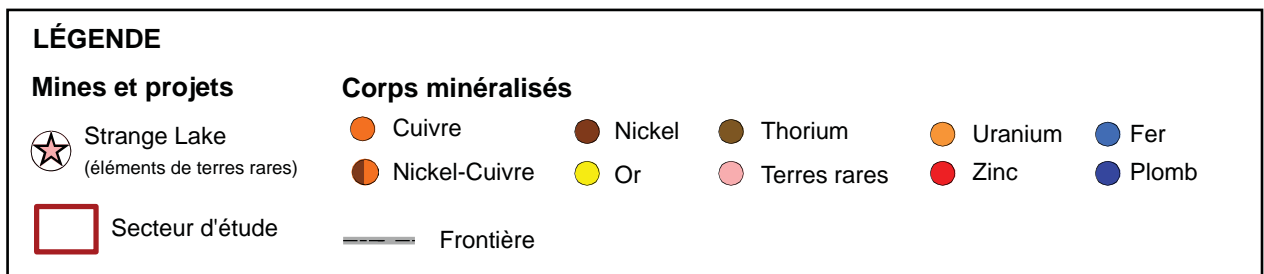 LÉGENDE
Mines et projets
Strange Lake
(éléments de terres rares)
Secteur d'étude
Corps minéralisés
Cuivre
Nickel
Thorium
Uranium
Fer
Nickel-Cuivre
Or
Terres rares
Zinc
Plomb
Frontière